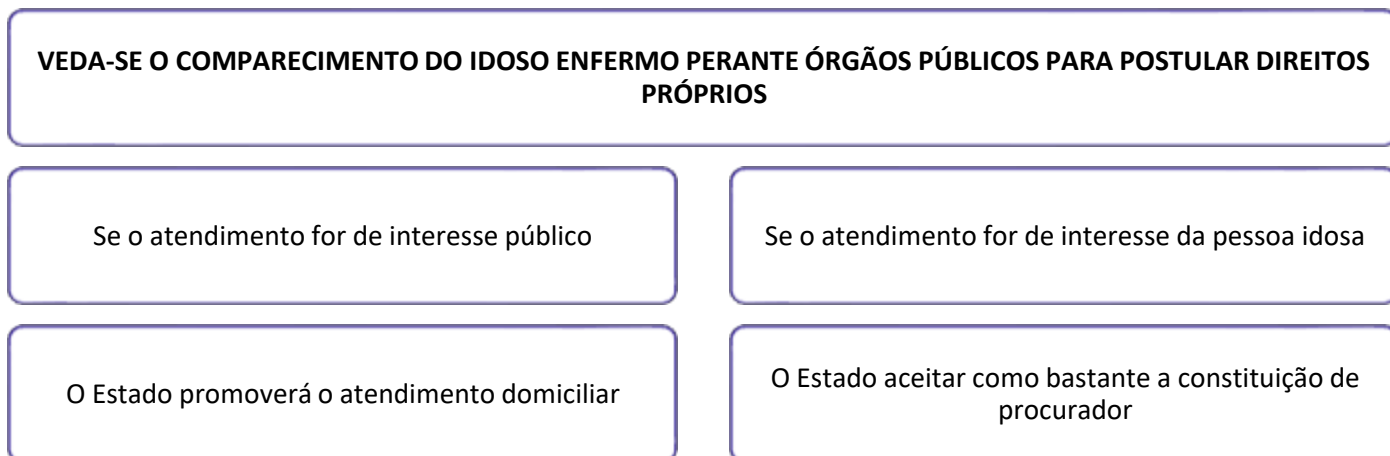 VEDA-SE O COMPARECIMENTO DO IDOSO ENFERMO PERANTE ÓRGÃOS PÚBLICOS PARA POSTULAR DIREITOS
PRÓPRIOS
Se o atendimento for de interesse público
Se o atendimento for de interesse da pessoa idosa
O Estado promoverá o atendimento domiciliar
O Estado aceitar como bastante a constituição de
procurador